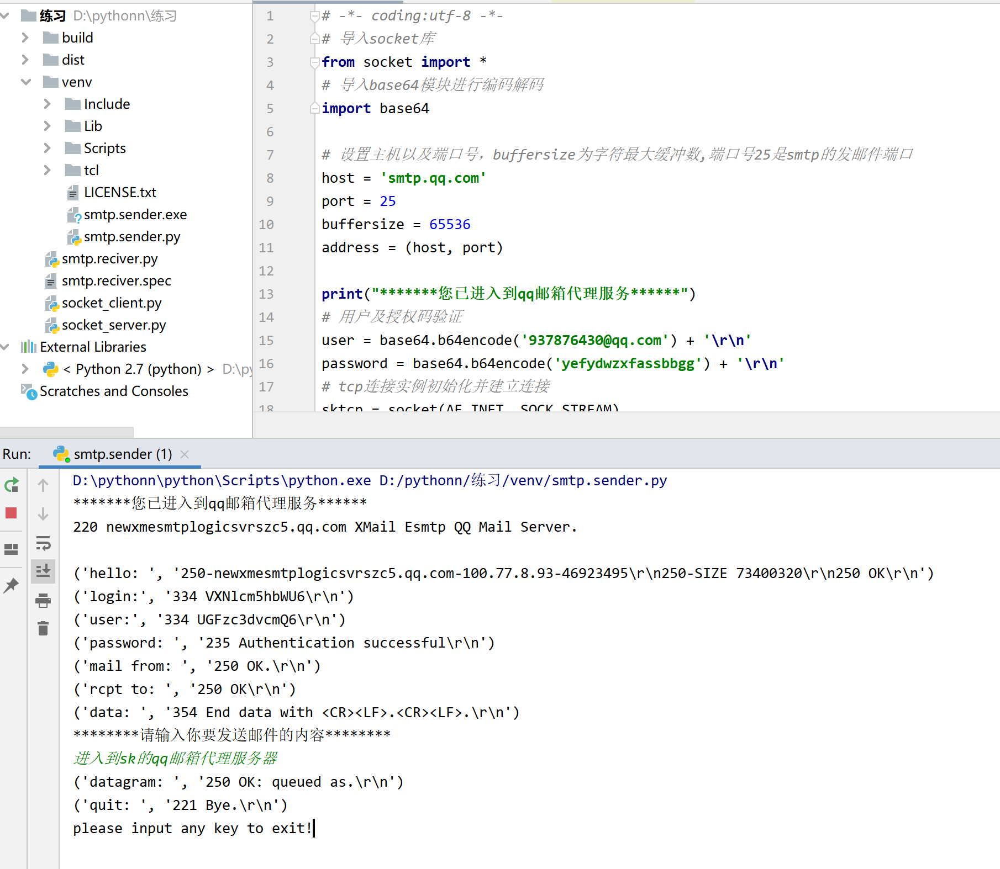 练习 D:\pythonn\练习
build
dist
venv
Include
Lib
Scripts
tcl
LICENSE.txt
smtp.sender.exe
smtp.sender.py
smtp.reciver.py
smtp.reciver.spec
socket_client.py
socket_server.py
External Libraries
< Python 2.7 (python) > D:\py
Scratches and Consoles
1 # -*- coding:utf-8 -*-
2 # 导入socket库
3 from socket import *
4 # 导入base64模块进行编码解码
5 import base64
6
7 # 设置主机以及端口号，buffersize为字符最大缓冲数,端口号25是smtp的发邮件端口
8 host = 'smtp.qq.com'
9 port = 25
10 buffersize = 65536
11 address = (host, port)
12
13 print("*******您已进入到qq邮箱代理服务******")
14 # 用户及授权码验证
15 user = base64.b64encode('937876430@qq.com') + '\r\n'
16 password = base64.b64encode('yefydwzxfassbbgg') + '\r\n'
17 # tcp连接实例初始化并建立连接
18 sktcp = socket(AF_INET, SOCK_STREAM)
Run: smtp.sender (1)
D:\pythonn\python\Scripts\python.exe D:/pythonn/练习/venv/smtp.sender.py
*******您已进入到qq邮箱代理服务******
220 newxmesmtplogicsvrszc5.qq.com XMail Esmtp QQ Mail Server.
('hello: ', '250-newxmesmtplogicsvrszc5.qq.com-100.77.8.93-46923495\r\n250-SIZE 73400320\r\n250 OK\r\n')
('login:', '334 VXNlcm5hbWU6\r\n')
('user:', '334 UGFzc3dvcmQ6\r\n')
('password: ', '235 Authentication successful\r\n')
('mail from: ', '250 OK.\r\n')
('rcpt to: ', '250 OK\r\n')
('data: ', '354 End data with <CR><LF>.<CR><LF>.\r\n')
********请输入你要发送邮件的内容********
进入到sk的qq邮箱代理服务器
('datagram: ', '250 OK: queued as.\r\n')
('quit: ', '221 Bye.\r\n')
please input any key to exit!